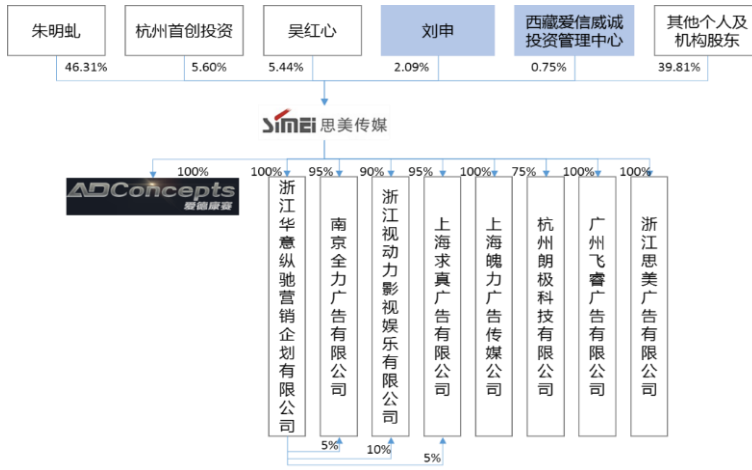 朱明虬
杭州首创投资
吴红心
刘申
西藏爱信威诚
投资管理中心
其他个人及
机构股东
46.31%
5.60%
5.44%
2.09%
0.75%
39.81%
SiMEi 思美传媒
100%
100%
95%
90%
95%
100%
75%
100%
100%
ADConcepts
爱德康赛
浙江华意纵驰营销企划有限公司
南京全力广告有限公司
浙江视动力影视娱乐有限公司
上海求真广告有限公司
上海魄力广告传媒公司
杭州朗极科技有限公司
广州飞睿广告有限公司
浙江思美广告有限公司
5%
10%
5%